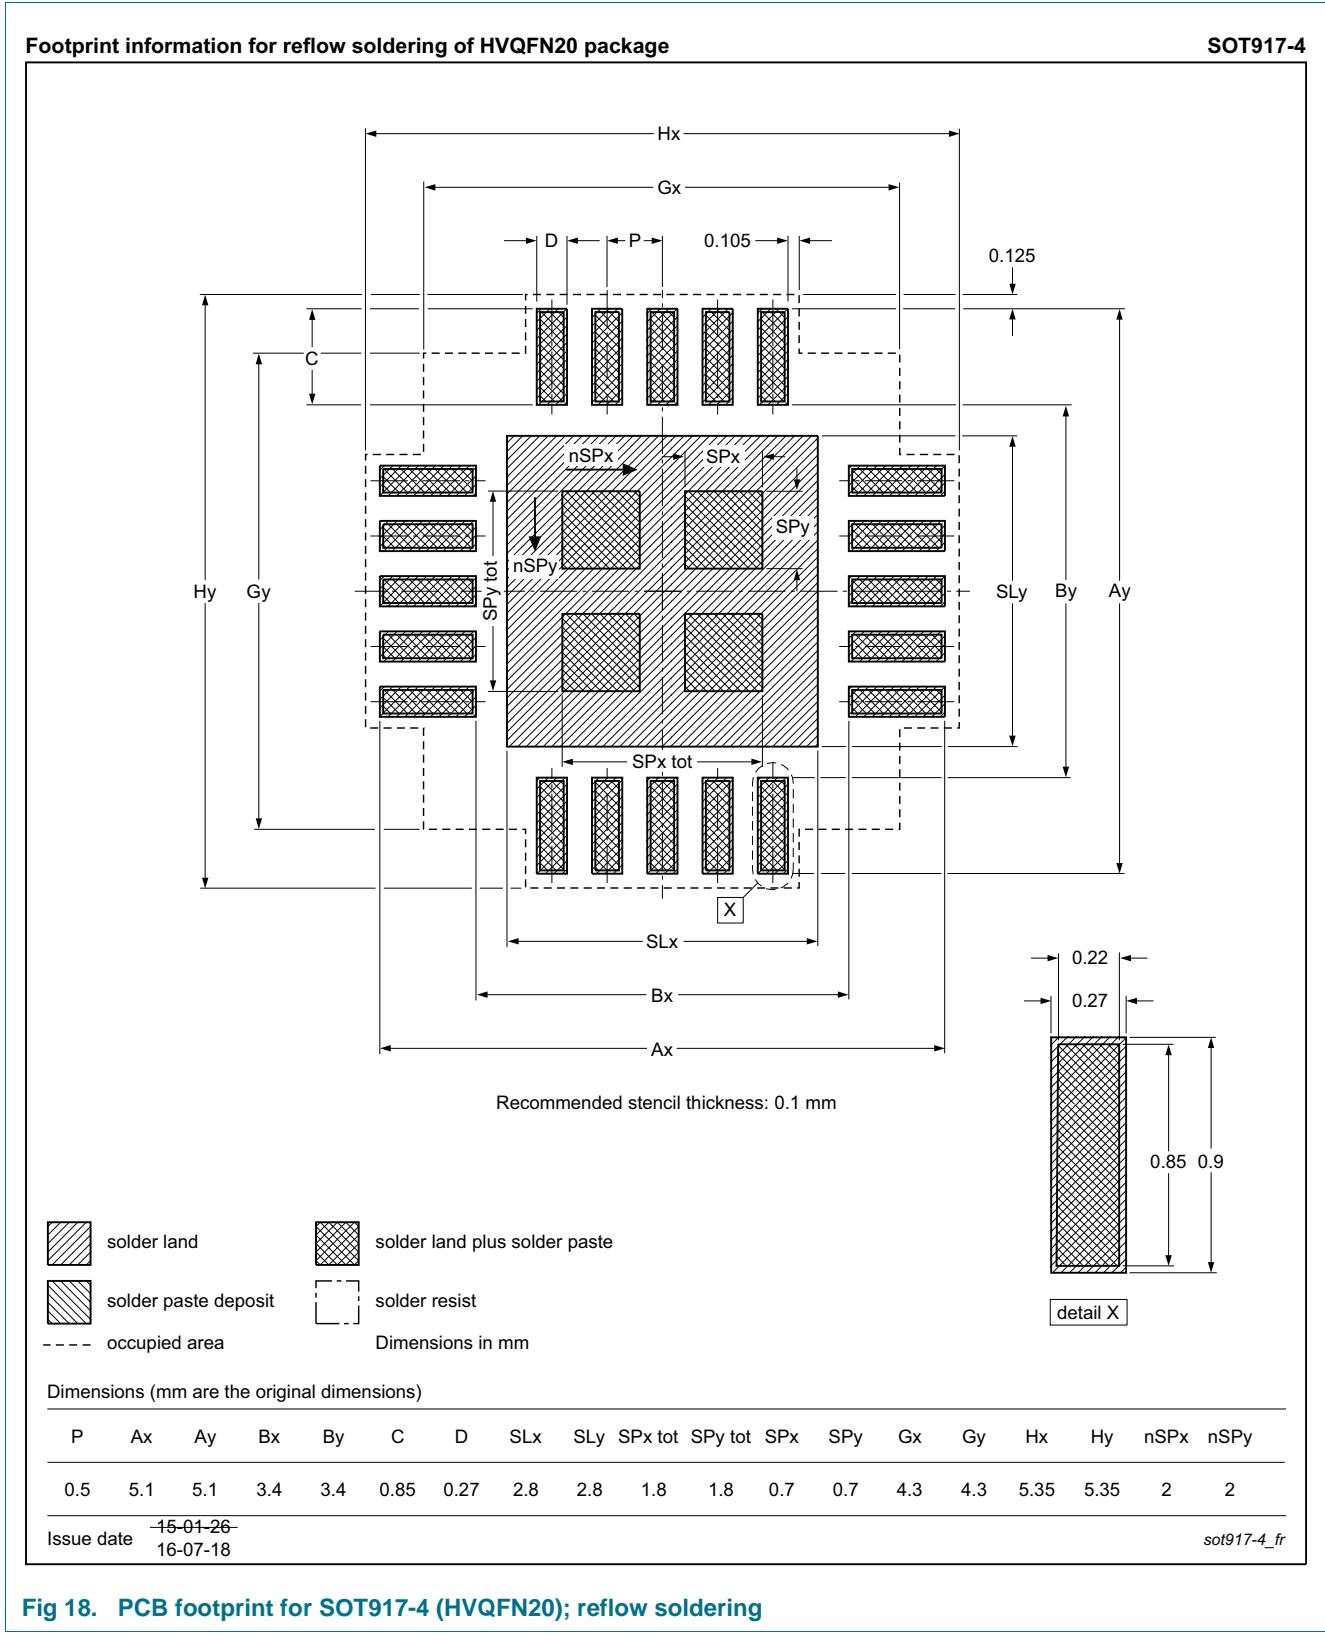 Footprint information for reflow soldering of HVQFN20 package SOT917-4
Hx
Gx
D P 0.105
0.125
C
nSPx SPx
SPy
nSPy
SPy tot
Hy Gy SLy By Ay
SPx tot
X
SLx
Bx
Ax
0.22
0.27
0.85 0.9
detail X
Recommended stencil thickness: 0.1 mm
solder land solder land plus solder paste
solder paste deposit solder resist
occupied area Dimensions in mm
Dimensions (mm are the original dimensions)
P Ax Ay Bx By C D SLx SLy SPx tot SPy tot SPx SPy Gx Gy Hx Hy nSPx nSPy
0.5 5.1 5.1 3.4 3.4 0.85 0.27 2.8 2.8 1.8 1.8 0.7 0.7 4.3 4.3 5.35 5.35 2 2
Issue date 15-01-26
16-07-18
sot917-4_fr
Fig 18. PCB footprint for SOT917-4 (HVQFN20); reflow soldering